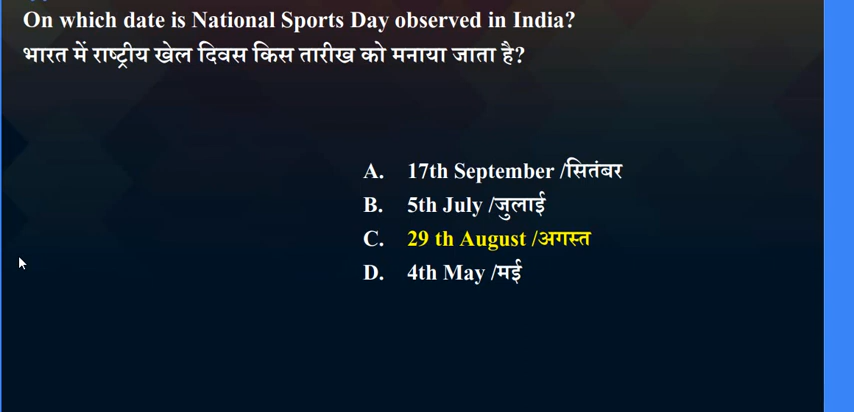 On which date is National Sports Day observed in India?
भारत में राष्ट्रीय खेल दिवस किस तारीख को मनाया जाता है?
A. 17th September /सितंबर
B. 5th July /जुलाई
C. 29 th August /अगस्त
D. 4th May /मई